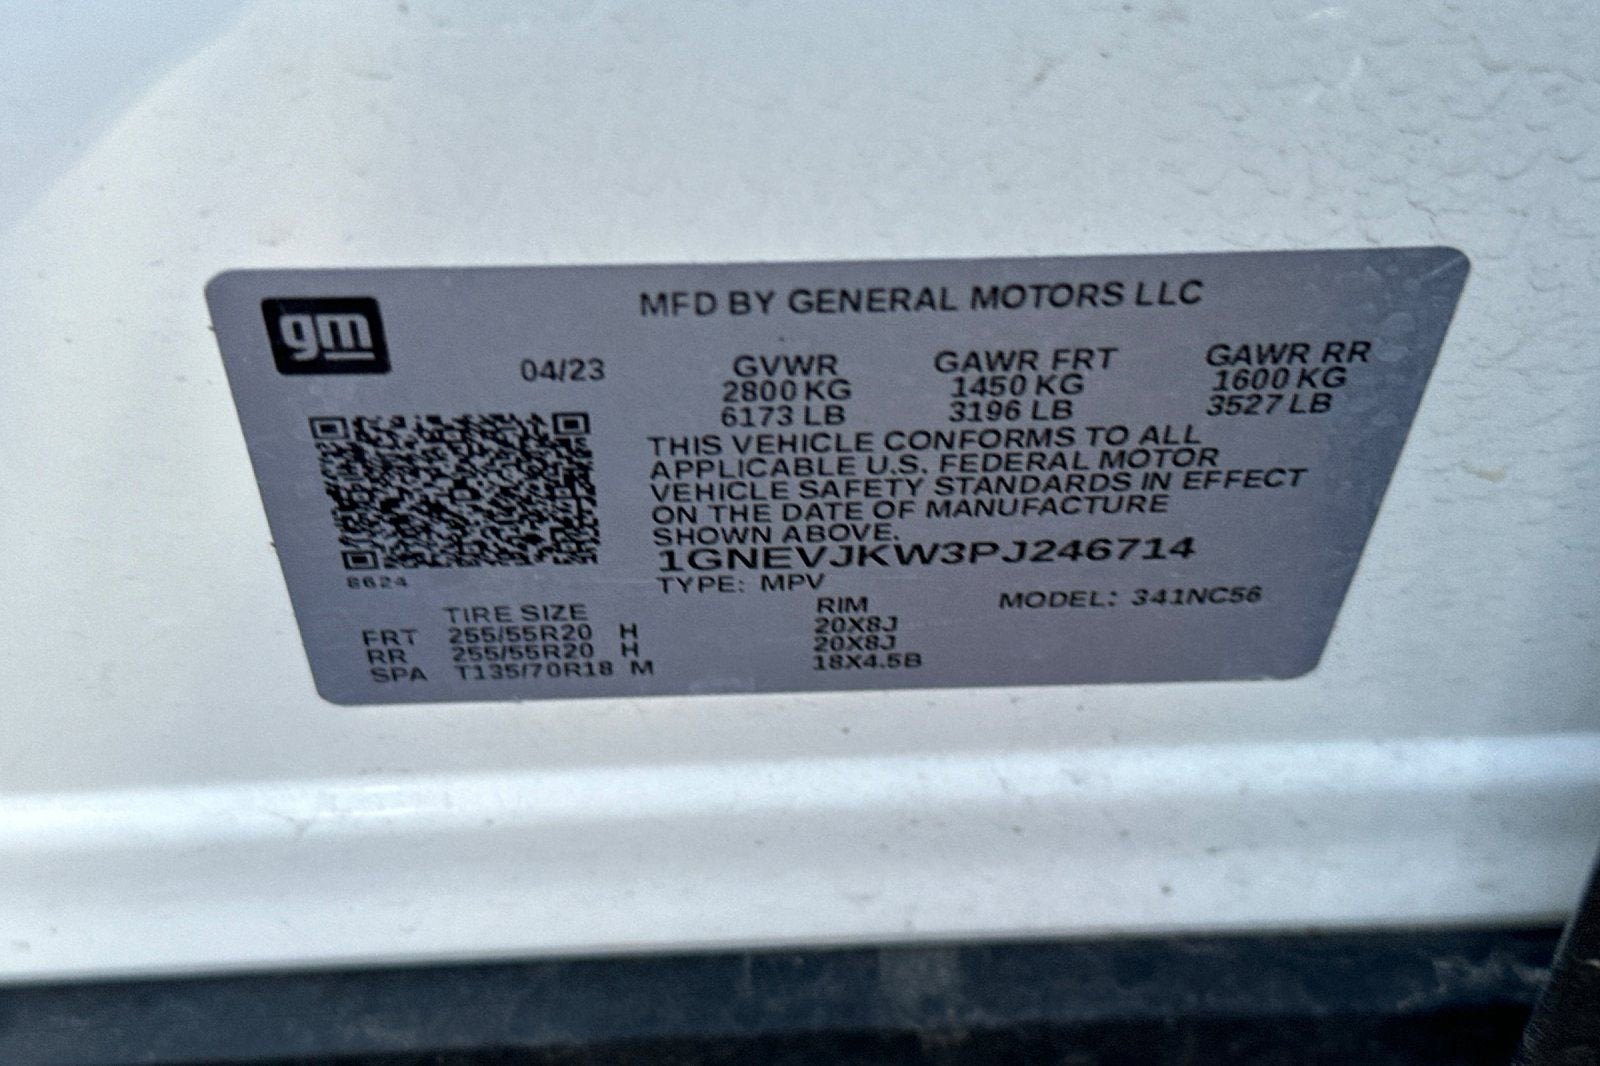 gm
MFD BY GENERAL MOTORS LLC
04/23
GVWR GAWR FRT GAWR RR
2800 KG 1450 KG 1600 KG
6173 LB 3196 LB 3527 LB
THIS VEHICLE CONFORMS TO ALL
APPLICABLE U.S. FEDERAL MOTOR
VEHICLE SAFETY STANDARDS IN EFFECT
ON THE DATE OF MANUFACTURE
SHOWN ABOVE.
1GNEVJKW3PJ246714
8624
TYPE: MPV
MODEL: 341NC56
TIRE SIZE RIM
FRT 255/55R20 H 20X8J
RR 255/55R20 H 20X8J
SPA T135/70R18 M 18X4.5B